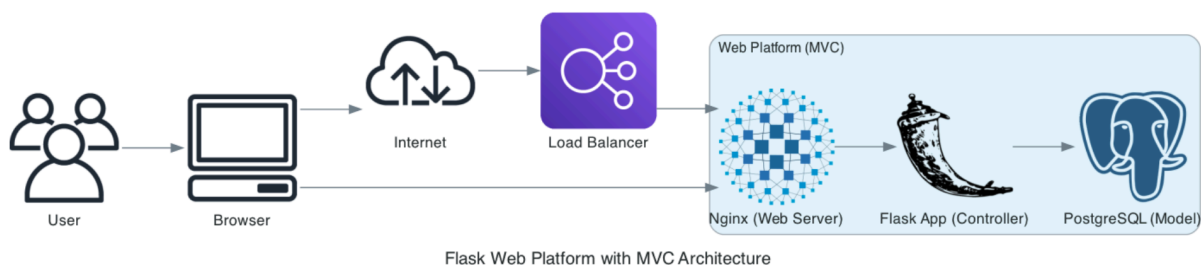 Web Platform (MVC)
Internet
Load Balancer
User
Browser
Nginx (Web Server)
Flask App (Controller)
PostgreSQL (Model)
Flask Web Platform with MVC Architecture